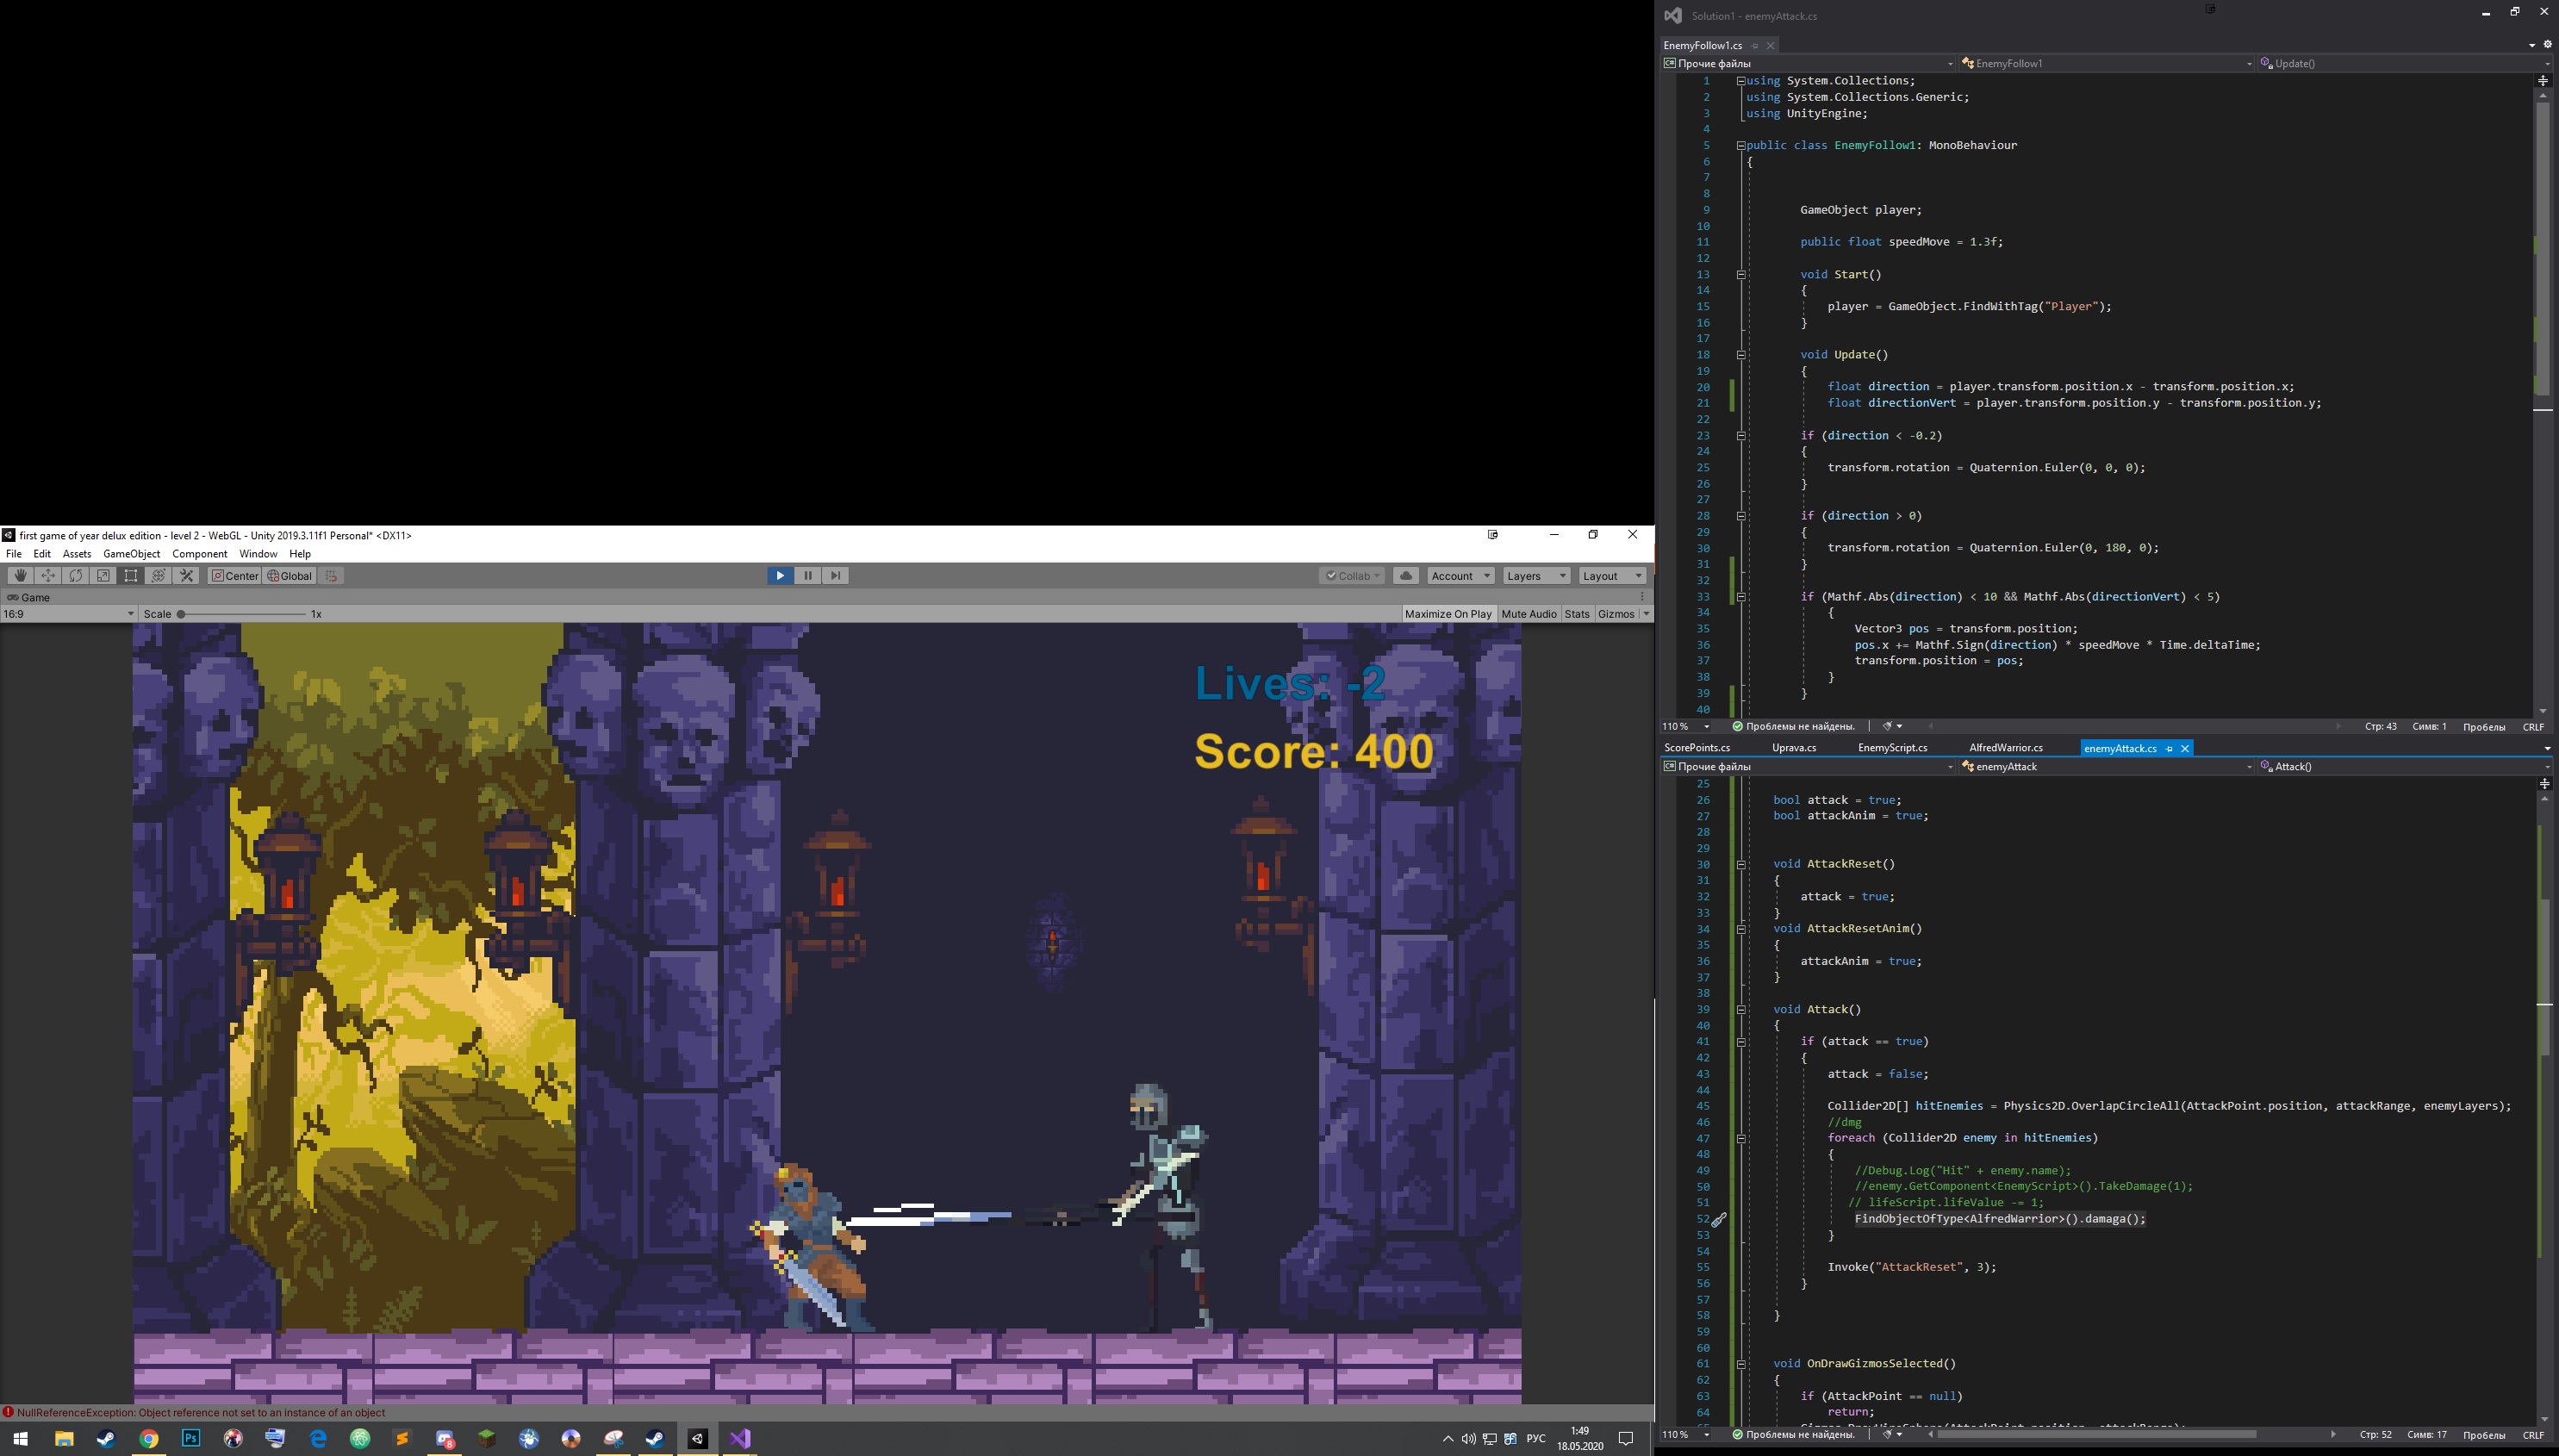 first game of year delux edition - level 2 - WebGL - Unity 2019.3.11f1 Personal* <DX11>
File Edit Assets GameObject Component Window Help
Center Global Collab Account Layers Layout
Game
16:9 Scale 1x Maximize On Play Mute Audio Stats Gizmos
Lives: -2
Score: 400
NullReferenceException: Object reference not set to an instance of an object
Ps
8
РУС
1:49
18.05.2020
Solution1 - enemyAttack.cs
EnemyFollow1.cs
Прочие файлы EnemyFollow1 Update()
1 using System.Collections;
2 using System.Collections.Generic;
3 using UnityEngine;
4
5 public class EnemyFollow1: MonoBehaviour
6 {
7
8
9 GameObject player;
10
11 public float speedMove = 1.3f;
12
13 void Start()
14 {
15 player = GameObject.FindWithTag("Player");
16 }
17
18 void Update()
19 {
20 float direction = player.transform.position.x - transform.position.x;
21 float directionVert = player.transform.position.y - transform.position.y;
22
23 if (direction < -0.2)
24 {
25 transform.rotation = Quaternion.Euler(0, 0, 0);
26 }
27
28 if (direction > 0)
29 {
30 transform.rotation = Quaternion.Euler(0, 180, 0);
31 }
32
33 if (Mathf.Abs(direction) < 10 && Mathf.Abs(directionVert) < 5)
34 {
35 Vector3 pos = transform.position;
36 pos.x += Mathf.Sign(direction) * speedMove * Time.deltaTime;
37 transform.position = pos;
38 }
39 }
40
110 % Проблемы не найдены. Стр: 43 Симв: 1 Пробелы CRLF
ScorePoints.cs Uprava.cs EnemyScript.cs AlfredWarrior.cs enemyAttack.cs
Прочие файлы enemyAttack Attack()
25
26 bool attack = true;
27 bool attackAnim = true;
28
29
30 void AttackReset()
31 {
32 attack = true;
33 }
34 void AttackResetAnim()
35 {
36 attackAnim = true;
37 }
38
39 void Attack()
40 {
41 if (attack == true)
42 {
43 attack = false;
44
45 Collider2D[] hitEnemies = Physics2D.OverlapCircleAll(AttackPoint.position, attackRange, enemyLayers);
46 //dmg
47 foreach (Collider2D enemy in hitEnemies)
48 {
49 //Debug.Log("Hit" + enemy.name);
50 //enemy.GetComponent<EnemyScript>().TakeDamage(1);
51 // lifeScript.lifeValue -= 1;
52 FindObjectOfType<AlfredWarrior>().damaga();
53 }
54
55 Invoke("AttackReset", 3);
56 }
57
58 }
59
60
61 void OnDrawGizmosSelected()
62 {
63 if (AttackPoint == null)
64 return;
110 % Проблемы не найдены. Стр: 52 Симв: 17 Пробелы CRLF